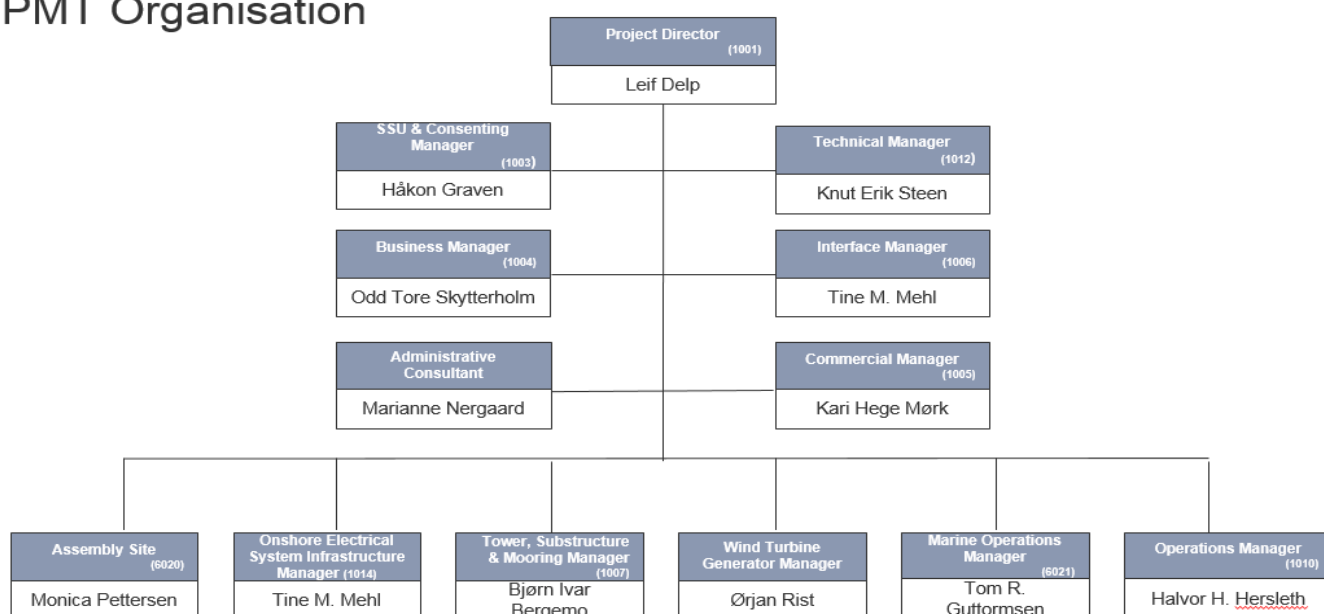 PMT Organisation
Project Director
(1001)
Leif Delp
SSU & Consenting
Manager
(1003)
Håkon Graven
Technical Manager
(1012)
Knut Erik Steen
Business Manager
(1004)
Odd Tore Skytterholm
Interface Manager
(1006)
Tine M. Mehl
Administrative
Consultant
Marianne Nergaard
Commercial Manager
(1005)
Kari Hege Mørk
Assembly Site
(6020)
Monica Pettersen
Onshore Electrical
System Infrastructure
Manager (1014)
Tine M. Mehl
Tower, Substructure
& Mooring Manager
(1007)
Bjørn Ivar
Bergemo
Wind Turbine
Generator Manager
Ørjan Rist
Marine Operations
Manager
(6021)
Tom R.
Guttormsen
Operations Manager
(1010)
Halvor H. Hersleth